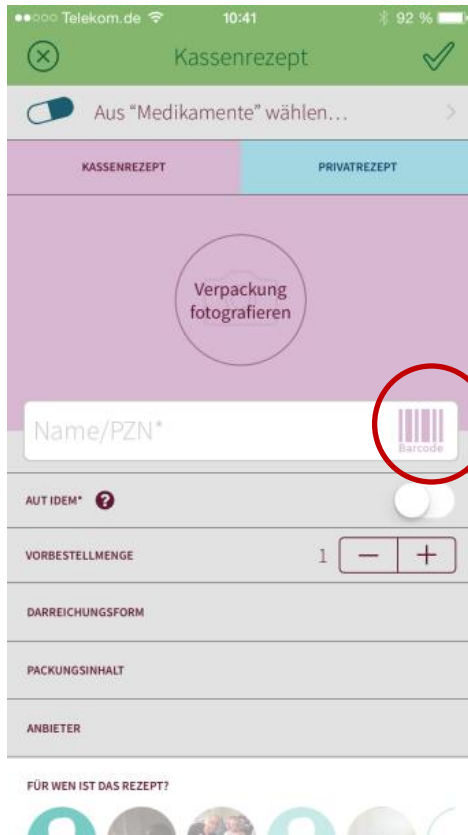 Telekom.de 10:41 92 %
Kassenrezept
Aus “Medikamente” wählen…
KASSENREZEPT PRIVATREZEPT
Verpackung
fotografieren
Name/PZN*
Barcode
AUT IDEM* ?
VORBESTELLMENGE 1 − +
DARREICHUNGSFORM
PACKUNGSINHALT
ANBIETER
FÜR WEN IST DAS REZEPT?